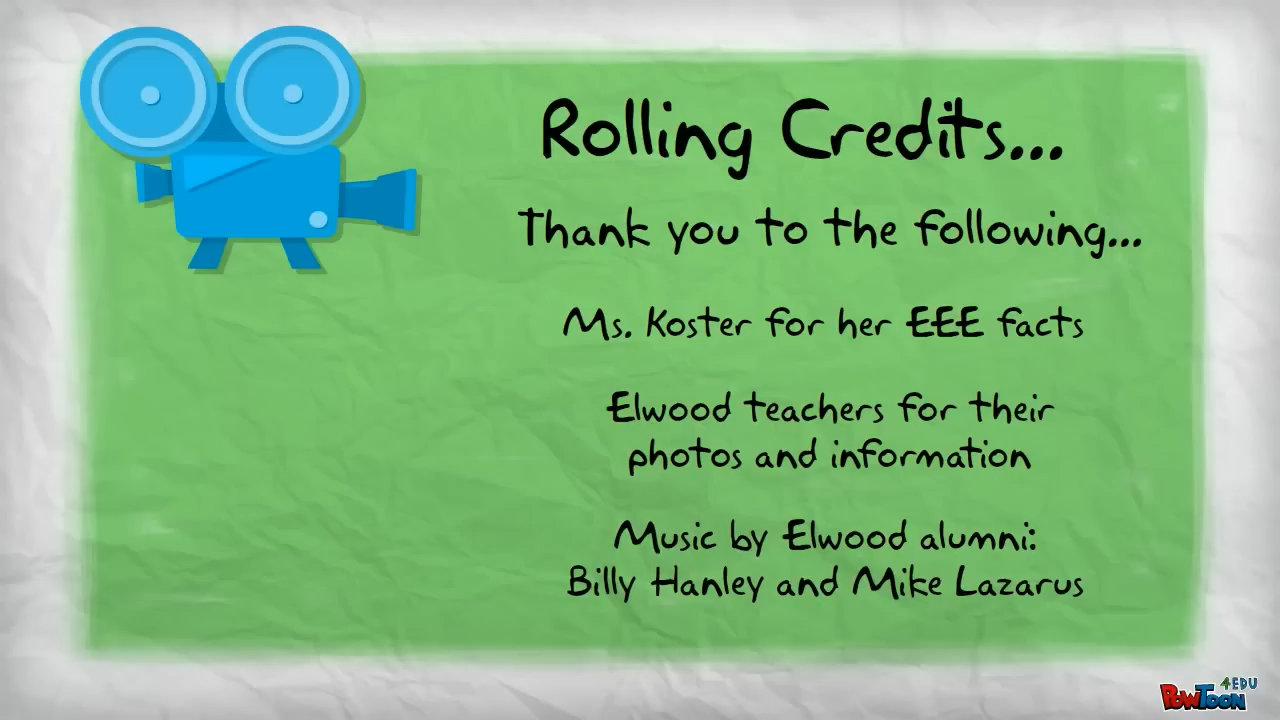 Rolling Credits...
Thank you to the following...
Ms. Koster for her EEE facts
Elwood teachers for their
photos and information
Music by Elwood alumni:
Billy Hanley and Mike Lazarus
4EDU
POWTOON